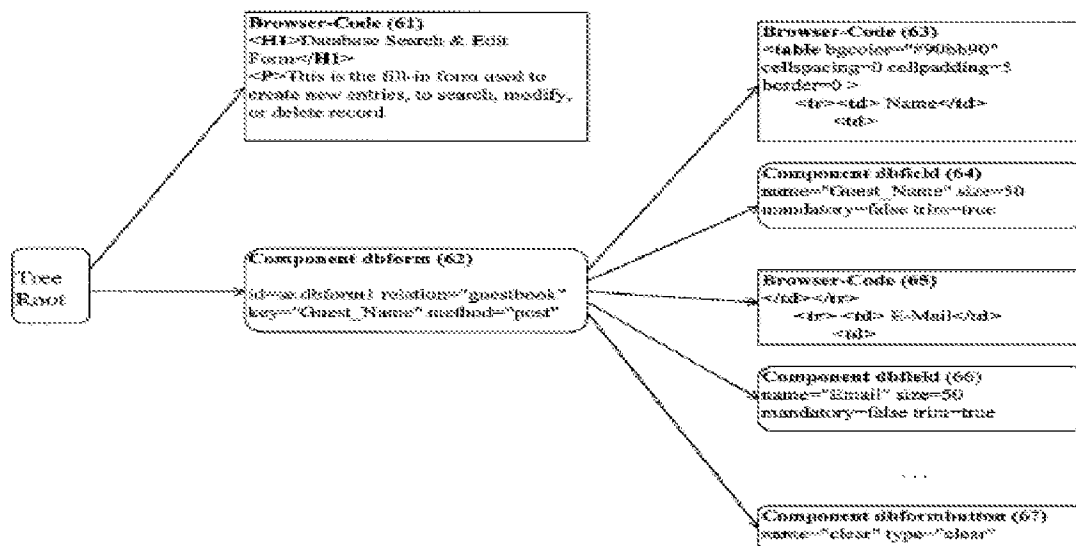 Browser-Code (61)
<H1>Database Search & Edit
Form</H1>
<P>This is the fill-in form used to
create new entries, to search, modify,
or delete record
Browser-Code (63)
<table bgcolor="#90bb90"
cellspacing=0 cellpadding=5
border=0 >
<tr><td> Name</td>
<td>
Component dbfield (64)
name="Guest_Name" size=50
mandatory=false trim=true
Tree
Root
Component dbform (62)
relation="guestbook"
key="Guest_Name" method="post"
Browser-Code (65)
</td></tr>
<tr> <td> E-Mail</td>
<td>
Component dbfield (66)
name="Email" size=50
mandatory=false trim=true
. . .
Component dbformbutton (67)
name="clear" type="clear"